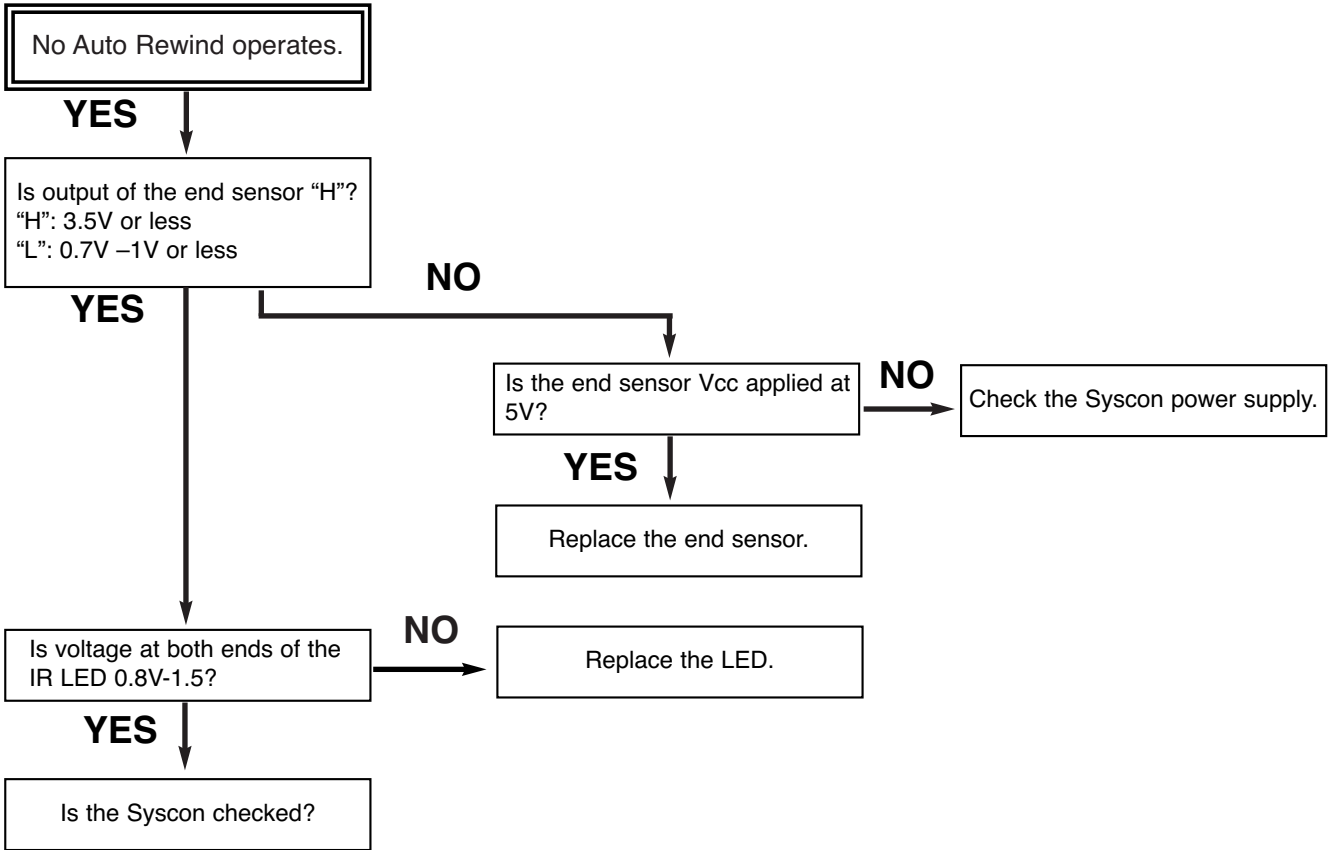 No Auto Rewind operates.
YES
Is output of the end sensor “H”?
“H”: 3.5V or less
“L”: 0.7V –1V or less
YES
NO
Is the end sensor Vcc applied at
5V?
NO
Check the Syscon power supply.
YES
Replace the end sensor.
Is voltage at both ends of the
IR LED 0.8V-1.5?
NO
Replace the LED.
YES
Is the Syscon checked?